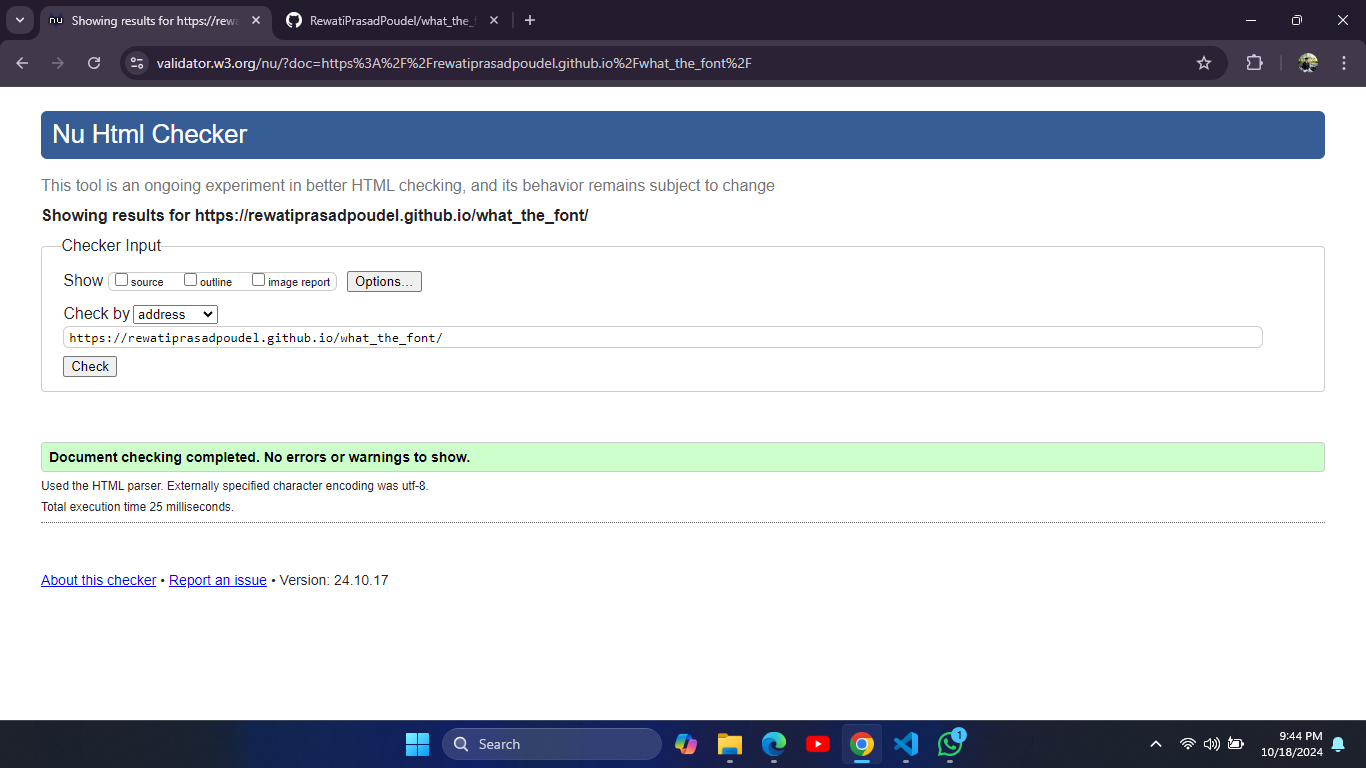 nu Showing results for https://rewa
RewatiPrasadPoudel/what_the_f
validator.w3.org/nu/?doc=https%3A%2F%2Frewatiprasadpoudel.github.io%2Fwhat_the_font%2F
Nu Html Checker
This tool is an ongoing experiment in better HTML checking, and its behavior remains subject to change
Showing results for https://rewatiprasadpoudel.github.io/what_the_font/
Checker Input
Show source outline image report Options...
Check by address
https://rewatiprasadpoudel.github.io/what_the_font/
Check
Document checking completed. No errors or warnings to show.
Used the HTML parser. Externally specified character encoding was utf-8.
Total execution time 25 milliseconds.
About this checker • Report an issue • Version: 24.10.17
Search
1
9:44 PM
10/18/2024